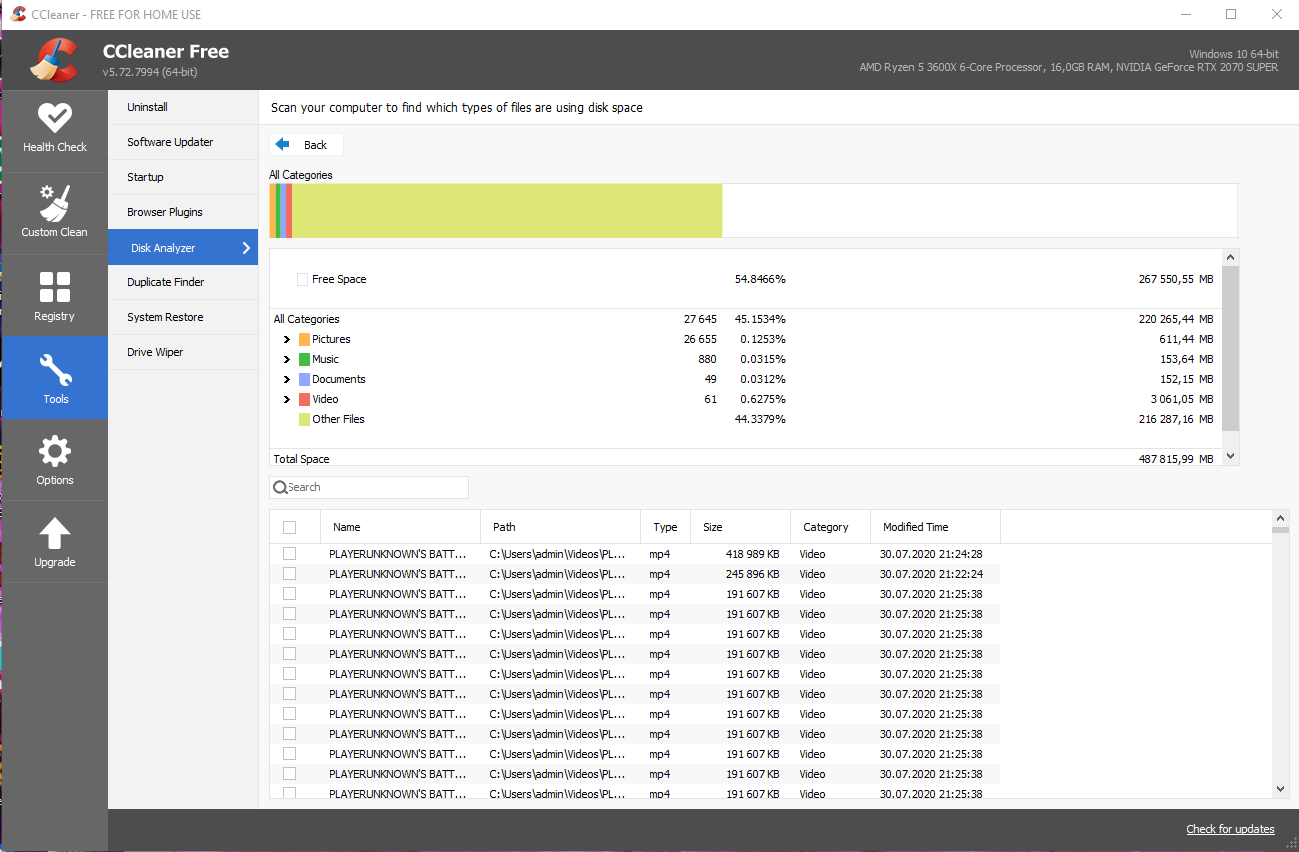 CCleaner - FREE FOR HOME USE
CCleaner Free
v5.72.7994 (64-bit)
Windows 10 64-bit
AMD Ryzen 5 3600X 6-Core Processor, 16,0GB RAM, NVIDIA GeForce RTX 2070 SUPER
Health Check
Custom Clean
Registry
Tools
Options
Upgrade
Uninstall
Software Updater
Startup
Browser Plugins
Disk Analyzer
Duplicate Finder
System Restore
Drive Wiper
Scan your computer to find which types of files are using disk space
Back
All Categories
Free Space 54.8466% 267 550,55 MB
All Categories 27 645 45.1534% 220 265,44 MB
Pictures 26 655 0.1253% 611,44 MB
Music 880 0.0315% 153,64 MB
Documents 49 0.0312% 152,15 MB
Video 61 0.6275% 3 061,05 MB
Other Files 44.3379% 216 287,16 MB
Total Space 487 815,99 MB
Search
Name Path Type Size Category Modified Time
PLAYERUNKNOWN'S BATT... C:\Users\admin\Videos\PL... mp4 418 989 KB Video 30.07.2020 21:24:28
PLAYERUNKNOWN'S BATT... C:\Users\admin\Videos\PL... mp4 245 896 KB Video 30.07.2020 21:22:24
PLAYERUNKNOWN'S BATT... C:\Users\admin\Videos\PL... mp4 191 607 KB Video 30.07.2020 21:25:38
PLAYERUNKNOWN'S BATT... C:\Users\admin\Videos\PL... mp4 191 607 KB Video 30.07.2020 21:25:38
PLAYERUNKNOWN'S BATT... C:\Users\admin\Videos\PL... mp4 191 607 KB Video 30.07.2020 21:25:38
PLAYERUNKNOWN'S BATT... C:\Users\admin\Videos\PL... mp4 191 607 KB Video 30.07.2020 21:25:38
PLAYERUNKNOWN'S BATT... C:\Users\admin\Videos\PL... mp4 191 607 KB Video 30.07.2020 21:25:38
PLAYERUNKNOWN'S BATT... C:\Users\admin\Videos\PL... mp4 191 607 KB Video 30.07.2020 21:25:38
PLAYERUNKNOWN'S BATT... C:\Users\admin\Videos\PL... mp4 191 607 KB Video 30.07.2020 21:25:38
PLAYERUNKNOWN'S BATT... C:\Users\admin\Videos\PL... mp4 191 607 KB Video 30.07.2020 21:25:38
PLAYERUNKNOWN'S BATT... C:\Users\admin\Videos\PL... mp4 191 607 KB Video 30.07.2020 21:25:38
PLAYERUNKNOWN'S BATT... C:\Users\admin\Videos\PL... mp4 191 607 KB Video 30.07.2020 21:25:38
PLAYERUNKNOWN'S BATT... C:\Users\admin\Videos\PL... mp4 191 607 KB Video 30.07.2020 21:25:38
Check for updates